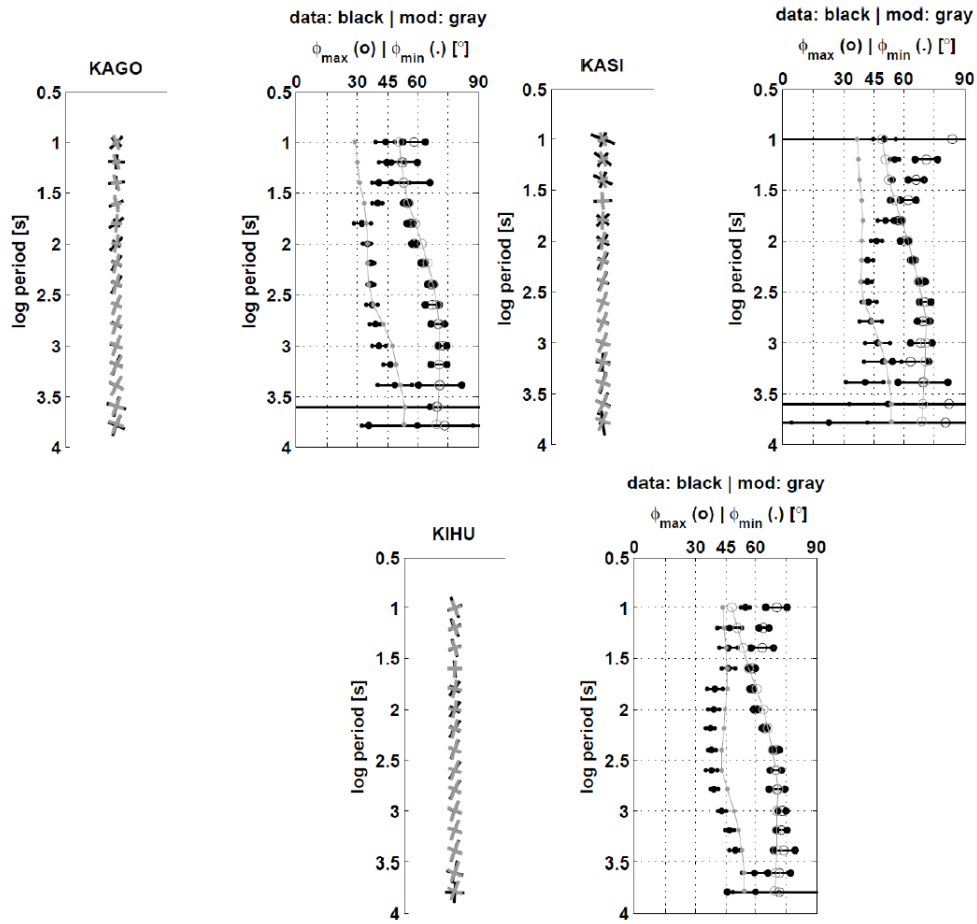 data: black | mod: gray
ϕmax (o) | ϕmin (.) [°]
KAGO
0 30 45 60 90
0.5
1
1.5
2
2.5
3
3.5
4
log period [s]
0.5
1
1.5
2
2.5
3
3.5
4
log period [s]
data: black | mod: gray
ϕmax (o) | ϕmin (.) [°]
KASI
0 30 45 60 90
0.5
1
1.5
2
2.5
3
3.5
4
log period [s]
0.5
1
1.5
2
2.5
3
3.5
4
log period [s]
data: black | mod: gray
ϕmax (o) | ϕmin (.) [°]
KIHU
0 30 45 60 90
0.5
1
1.5
2
2.5
3
3.5
4
log period [s]
0.5
1
1.5
2
2.5
3
3.5
4
log period [s]